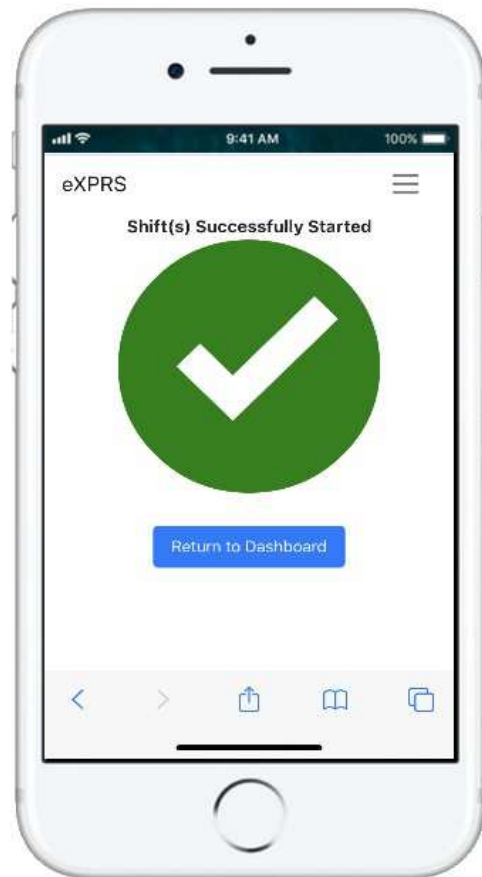 9:41 AM
100%
eXPRS
Shift(s) Successfully Started
Return to Dashboard